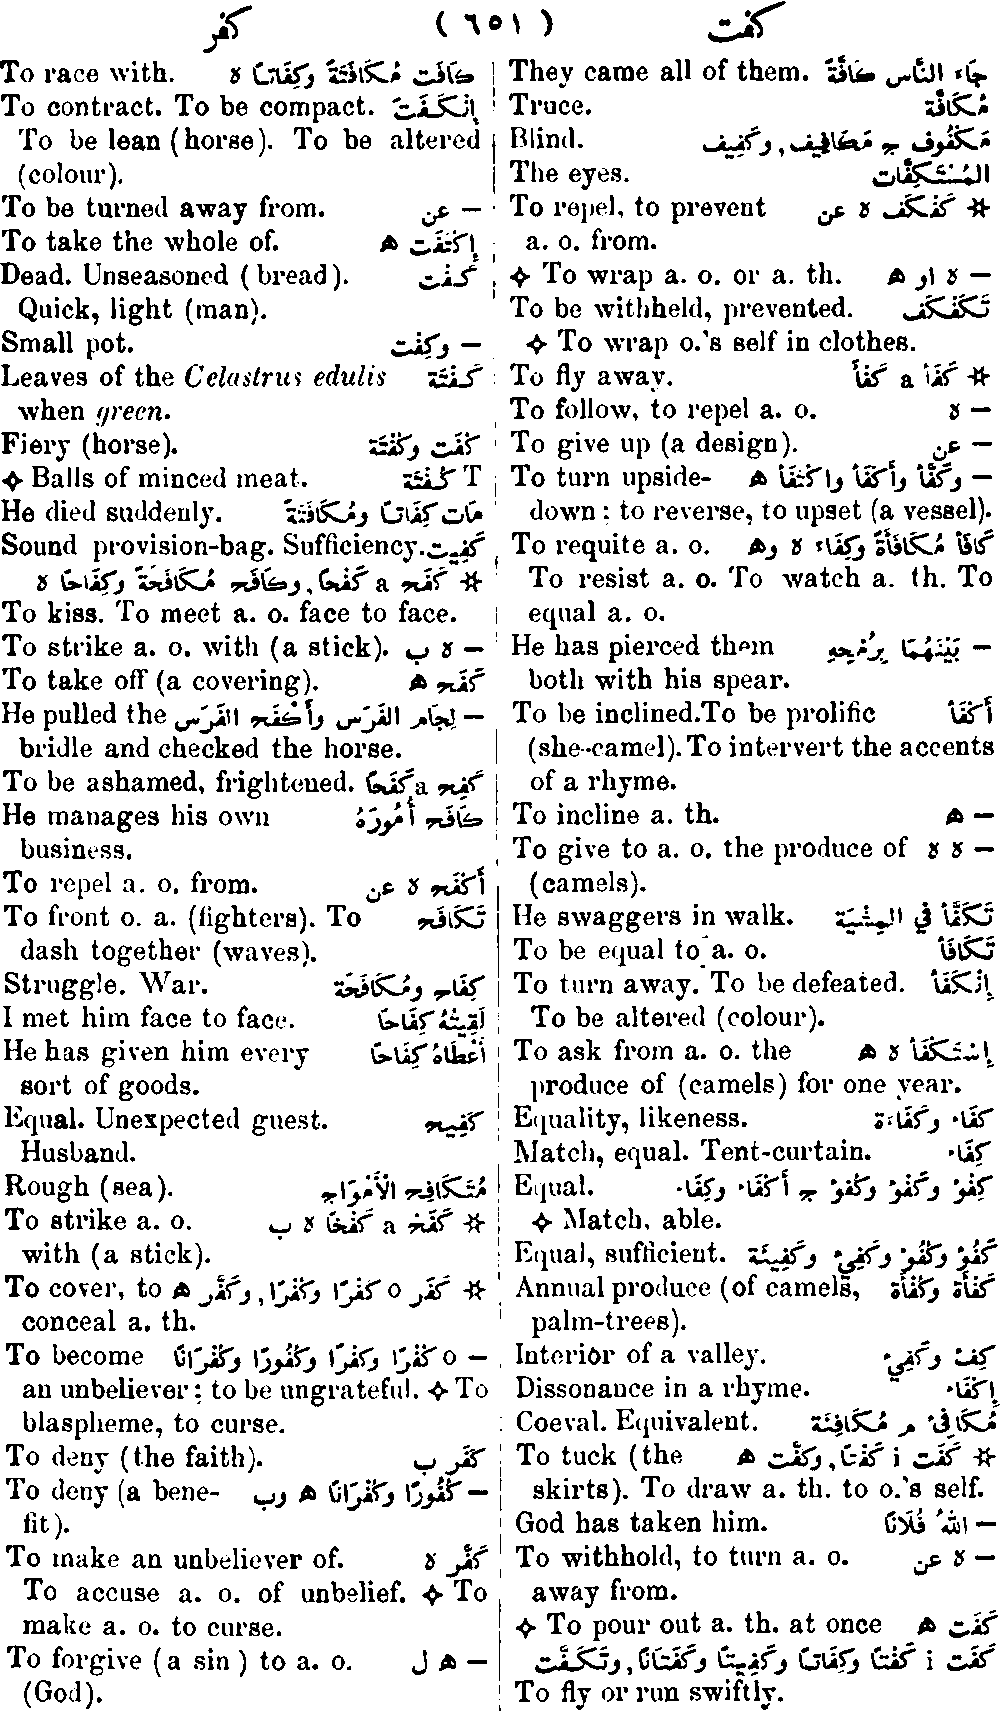 كفر ( ٦٥١ ) كفت
They came all of them. جَاءَ النَّاس كَافَّةً
Truce. مُكَافَّة
Blind. مَكْفُوف ج مَكَافِيف, وكَفِيف
The eyes. المُسْتَكِفَّات
To repel, to prevent ✲ كَفْكَف ه عن
a. o. from.
✧ To wrap a. o. or a. th. — ه او ه
To be withheld, prevented. تَكَفْكَف
✧ To wrap o.'s self in clothes.
To fly away. ✲ كَفَأَ a كَفْأً
To follow, to repel a. o. — ه
To give up (a design). — عن
To turn upside- — وكَفَّأَ وأَكْفَأَ واكْتَفَأَ ه
down: to reverse, to upset (a vessel).
To requite a. o. كَافَأَ مُكَافَأَةً وكِفَاء ه وه
To resist a. o. To watch a. th. To
equal a. o.
He has pierced them — بَيْنَهُمَا بِرُمْحِهِ
both with his spear.
To be inclined. To be prolific أَكْفَأَ
(she-camel). To intervert the accents
of a rhyme.
To incline a. th. — ه
To give to a. o. the produce of — ه ه
(camels).
He swaggers in walk. تَكَفَّأَ في المِشْيَة
To be equal to a. o. تَكَافَأَ
To turn away. To be defeated. إِنْكَفَأَ
To be altered (colour).
To ask from a. o. the إِسْتَكْفَأَ ه ه
produce of (camels) for one year.
Equality, likeness. كَفَاء وكَفَاءَة
Match, equal. Tent-curtain. كِفَاء
Equal. كِفْؤ وكَفْؤ وكُفْؤ ج أَكْفَاء وكِفَاء
✧ Match, able.
Equal, sufficient. كَفُؤ وكُفُؤ وكَفِيْء وكَفِيئَة
Annual produce (of camels, كَفْأَة وكُفْأَة
palm-trees).
Interior of a valley. كِفْء وكَفِيْء
Dissonance in a rhyme. إِكْفَاء
Coeval. Equivalent. مُكَافِئ م مُكَافِئَة
To tuck (the ✲ كَفَت i كَفْتًا, وكَفَّت ه
skirts). To draw a. th. to o.'s self.
God has taken him. — اللّٰهُ فُلَانًا
To withhold, to turn a. o. — ه عن
away from.
✧ To pour out a. th. at once كَفَت ه
كَفَت i كَفْتًا وكِفَاتًا وكَفِيتًا وكَفَتَانًا, وتَكَفَّت
To fly or run swiftly.
To race with. كَافَت مُكَافَتَةً وكِفَاتًا ه
To contract. To be compact. إِنْكَفَتَ
To be lean (horse). To be altered
(colour).
To be turned away from. — عن
To take the whole of. إِكْتَفَت ه
Dead. Unseasoned (bread). كَفْت
Quick, light (man).
Small pot. — وكِفْت
Leaves of the Celastrus edulis كَفْتَة
when green.
Fiery (horse). كُفَت وكُفَتَة
✧ Balls of minced meat. T كُفْتَة
He died suddenly. مَات كِفَاتًا ومُكَافَتَةً
Sound provision-bag. Sufficiency. كَفِيت
✲ كَفَح a كَفْحًا, وكَافَح مُكَافَحَةً وكِفَاحًا ه
To kiss. To meet a. o. face to face.
To strike a. o. with (a stick). — ه ب
To take off (a covering). كَفَح ه
He pulled the — لِجَام الفَرَس وأَكْفَح الفَرَس
bridle and checked the horse.
To be ashamed, frightened. كَفِح a كَفَحًا
He manages his own كَافَح أُمُورَهُ
business.
To repel a. o. from. أَكْفَح ه عن
To front o. a. (fighters). To تَكَافَح
dash together (waves).
Struggle. War. كِفَاح ومُكَافَحَة
I met him face to face. لَقِيتُهُ كِفَاحًا
He has given him every أَعْطَاهُ كِفَاحًا
sort of goods.
Equal. Unexpected guest. كَفِيح
Husband.
Rough (sea). مُتَكَافِح الأَمْوَاج
To strike a. o. ✲ كَفَخ a كَفْخًا ه ب
with (a stick).
To cover, to ✲ كَفَر o كَفْرًا وكُفْرًا, وكَفَّر ه
conceal a. th.
To become — o كُفْرًا وكَفْرًا وكُفُورًا وكُفْرَانًا
an unbeliever; to be ungrateful. ✧ To
blaspheme, to curse.
To deny (the faith). كَفَر ب
To deny (a bene- — كُفُورًا وكُفْرَانًا ه وب
fit).
To make an unbeliever of. كَفَّر ه
To accuse a. o. of unbelief. ✧ To
make a. o. to curse.
To forgive (a sin) to a. o. — ه ل
(God).